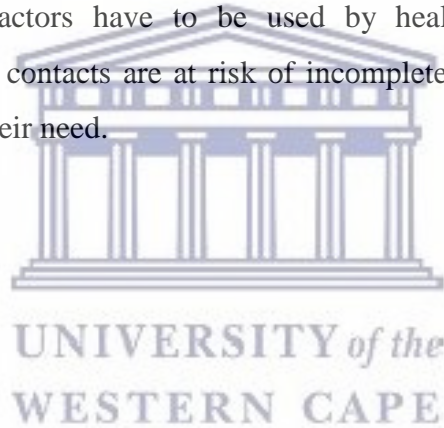 actors have to be used by heal
contacts are at risk of incomplete
eir need.
UNIVERSITY of the
WESTERN CAPE